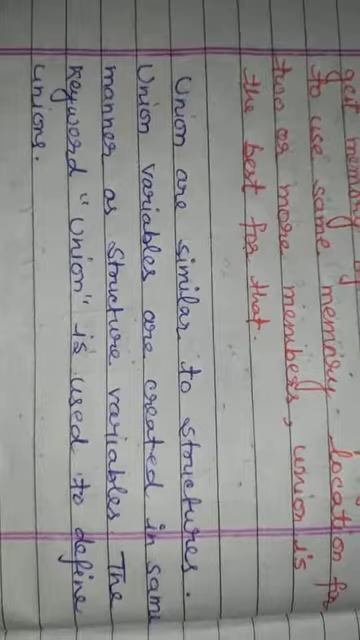 get memory
to use same memory location for
two or more members, union is
the best for that.
Union are similar to structures.
Union variables are created in same
manner as structure variables. The
keyword "union" is used to define
unions.